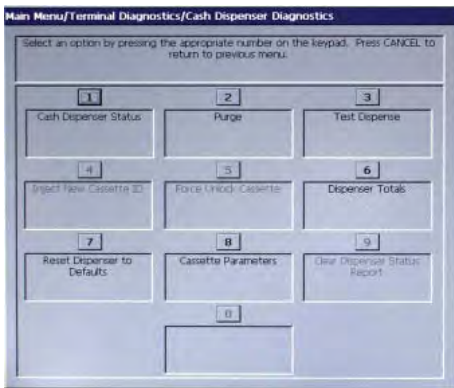 Main Menu/Terminal Diagnostics/Cash Dispenser Diagnostics
Select an option by pressing the appropriate number on the keypad. Press CANCEL to
return to previous menu.
1
2
3
Cash Dispenser Status
Purge
Test Dispense
4
5
6
Inject New Cassette ID
Force Unlock Cassette
Dispenser Totals
7
8
9
Reset Dispenser to
Defaults
Cassette Parameters
Clear Dispenser Status
Report
0